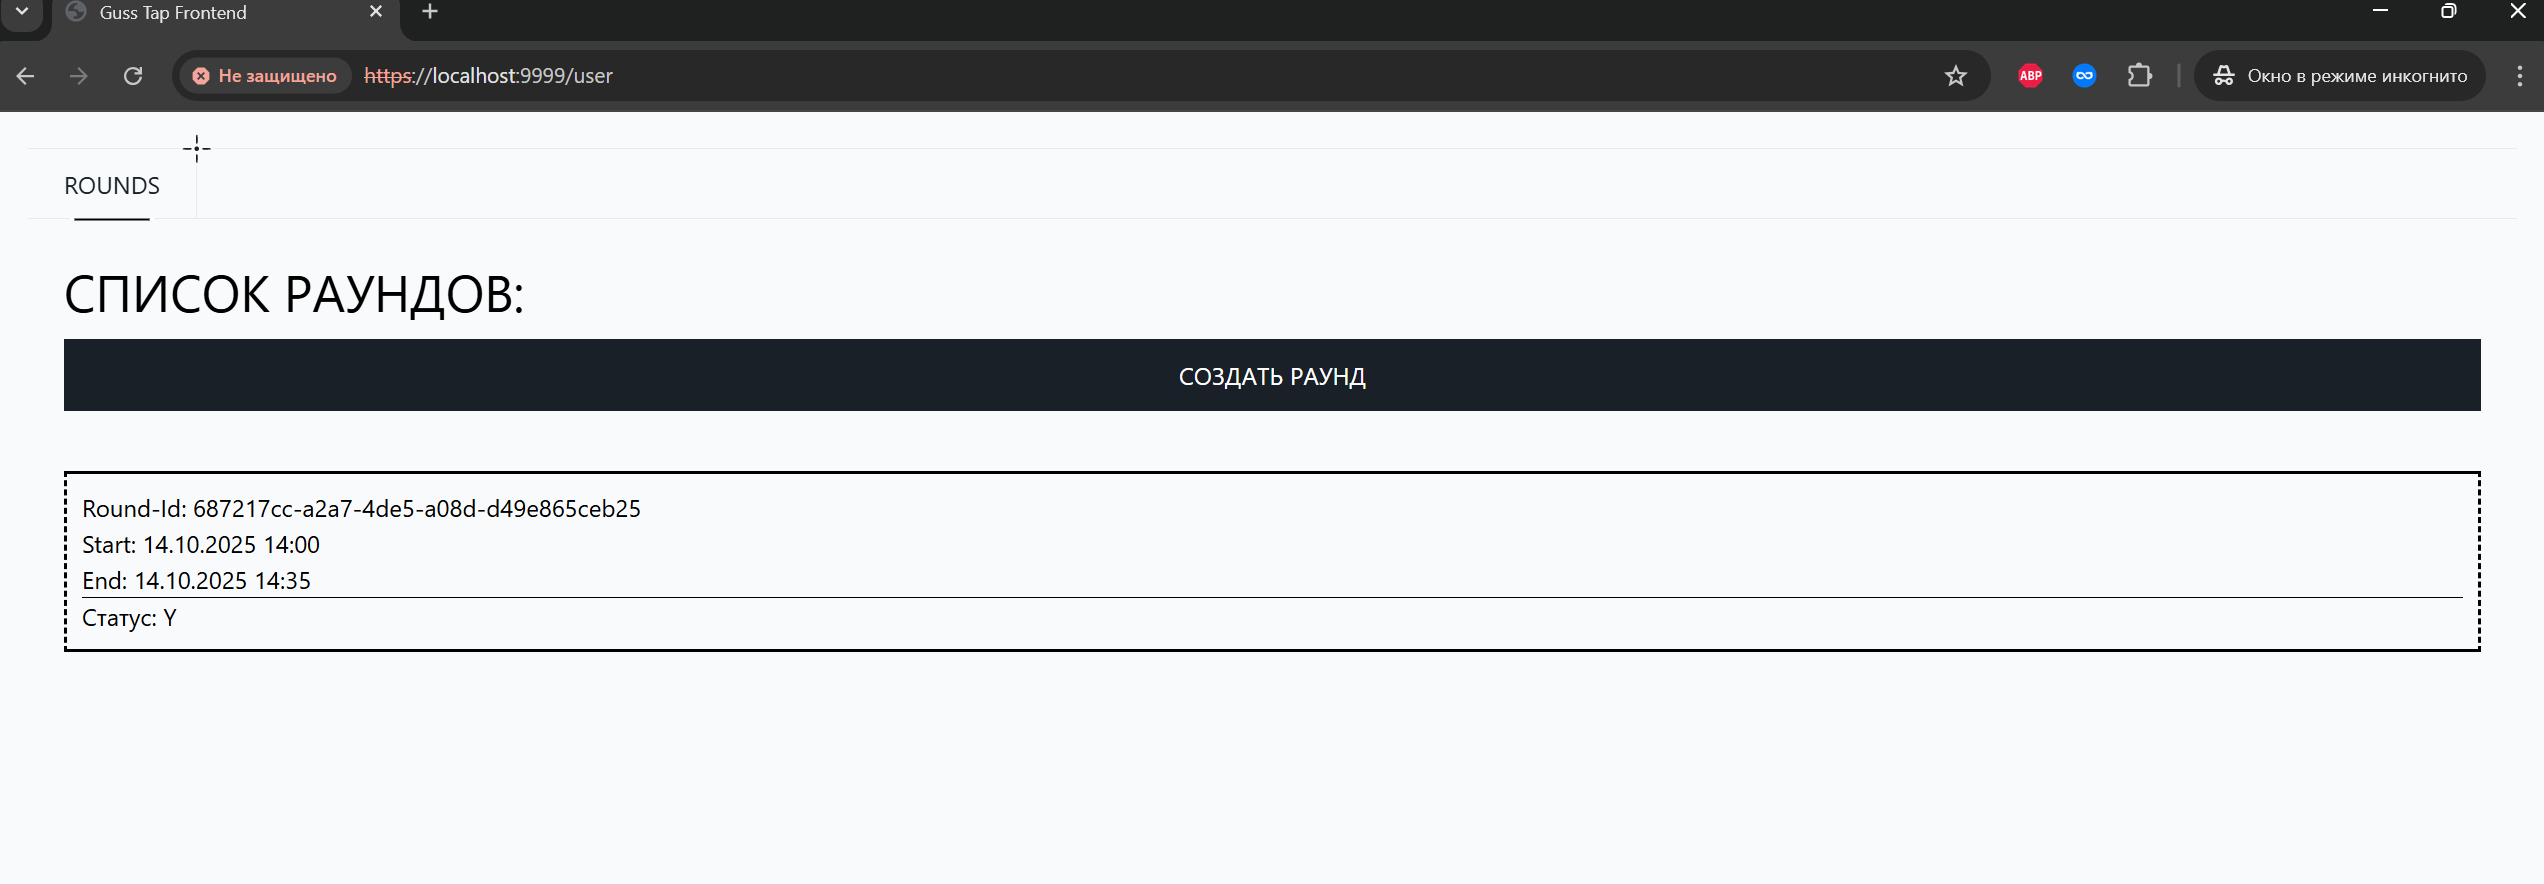 Guss Tap Frontend
Не защищено https://localhost:9999/user ABP Окно в режиме инкогнито
ROUNDS
СПИСОК РАУНДОВ:
СОЗДАТЬ РАУНД
Round-Id: 687217cc-a2a7-4de5-a08d-d49e865ceb25
Start: 14.10.2025 14:00
End: 14.10.2025 14:35
Статус: Y